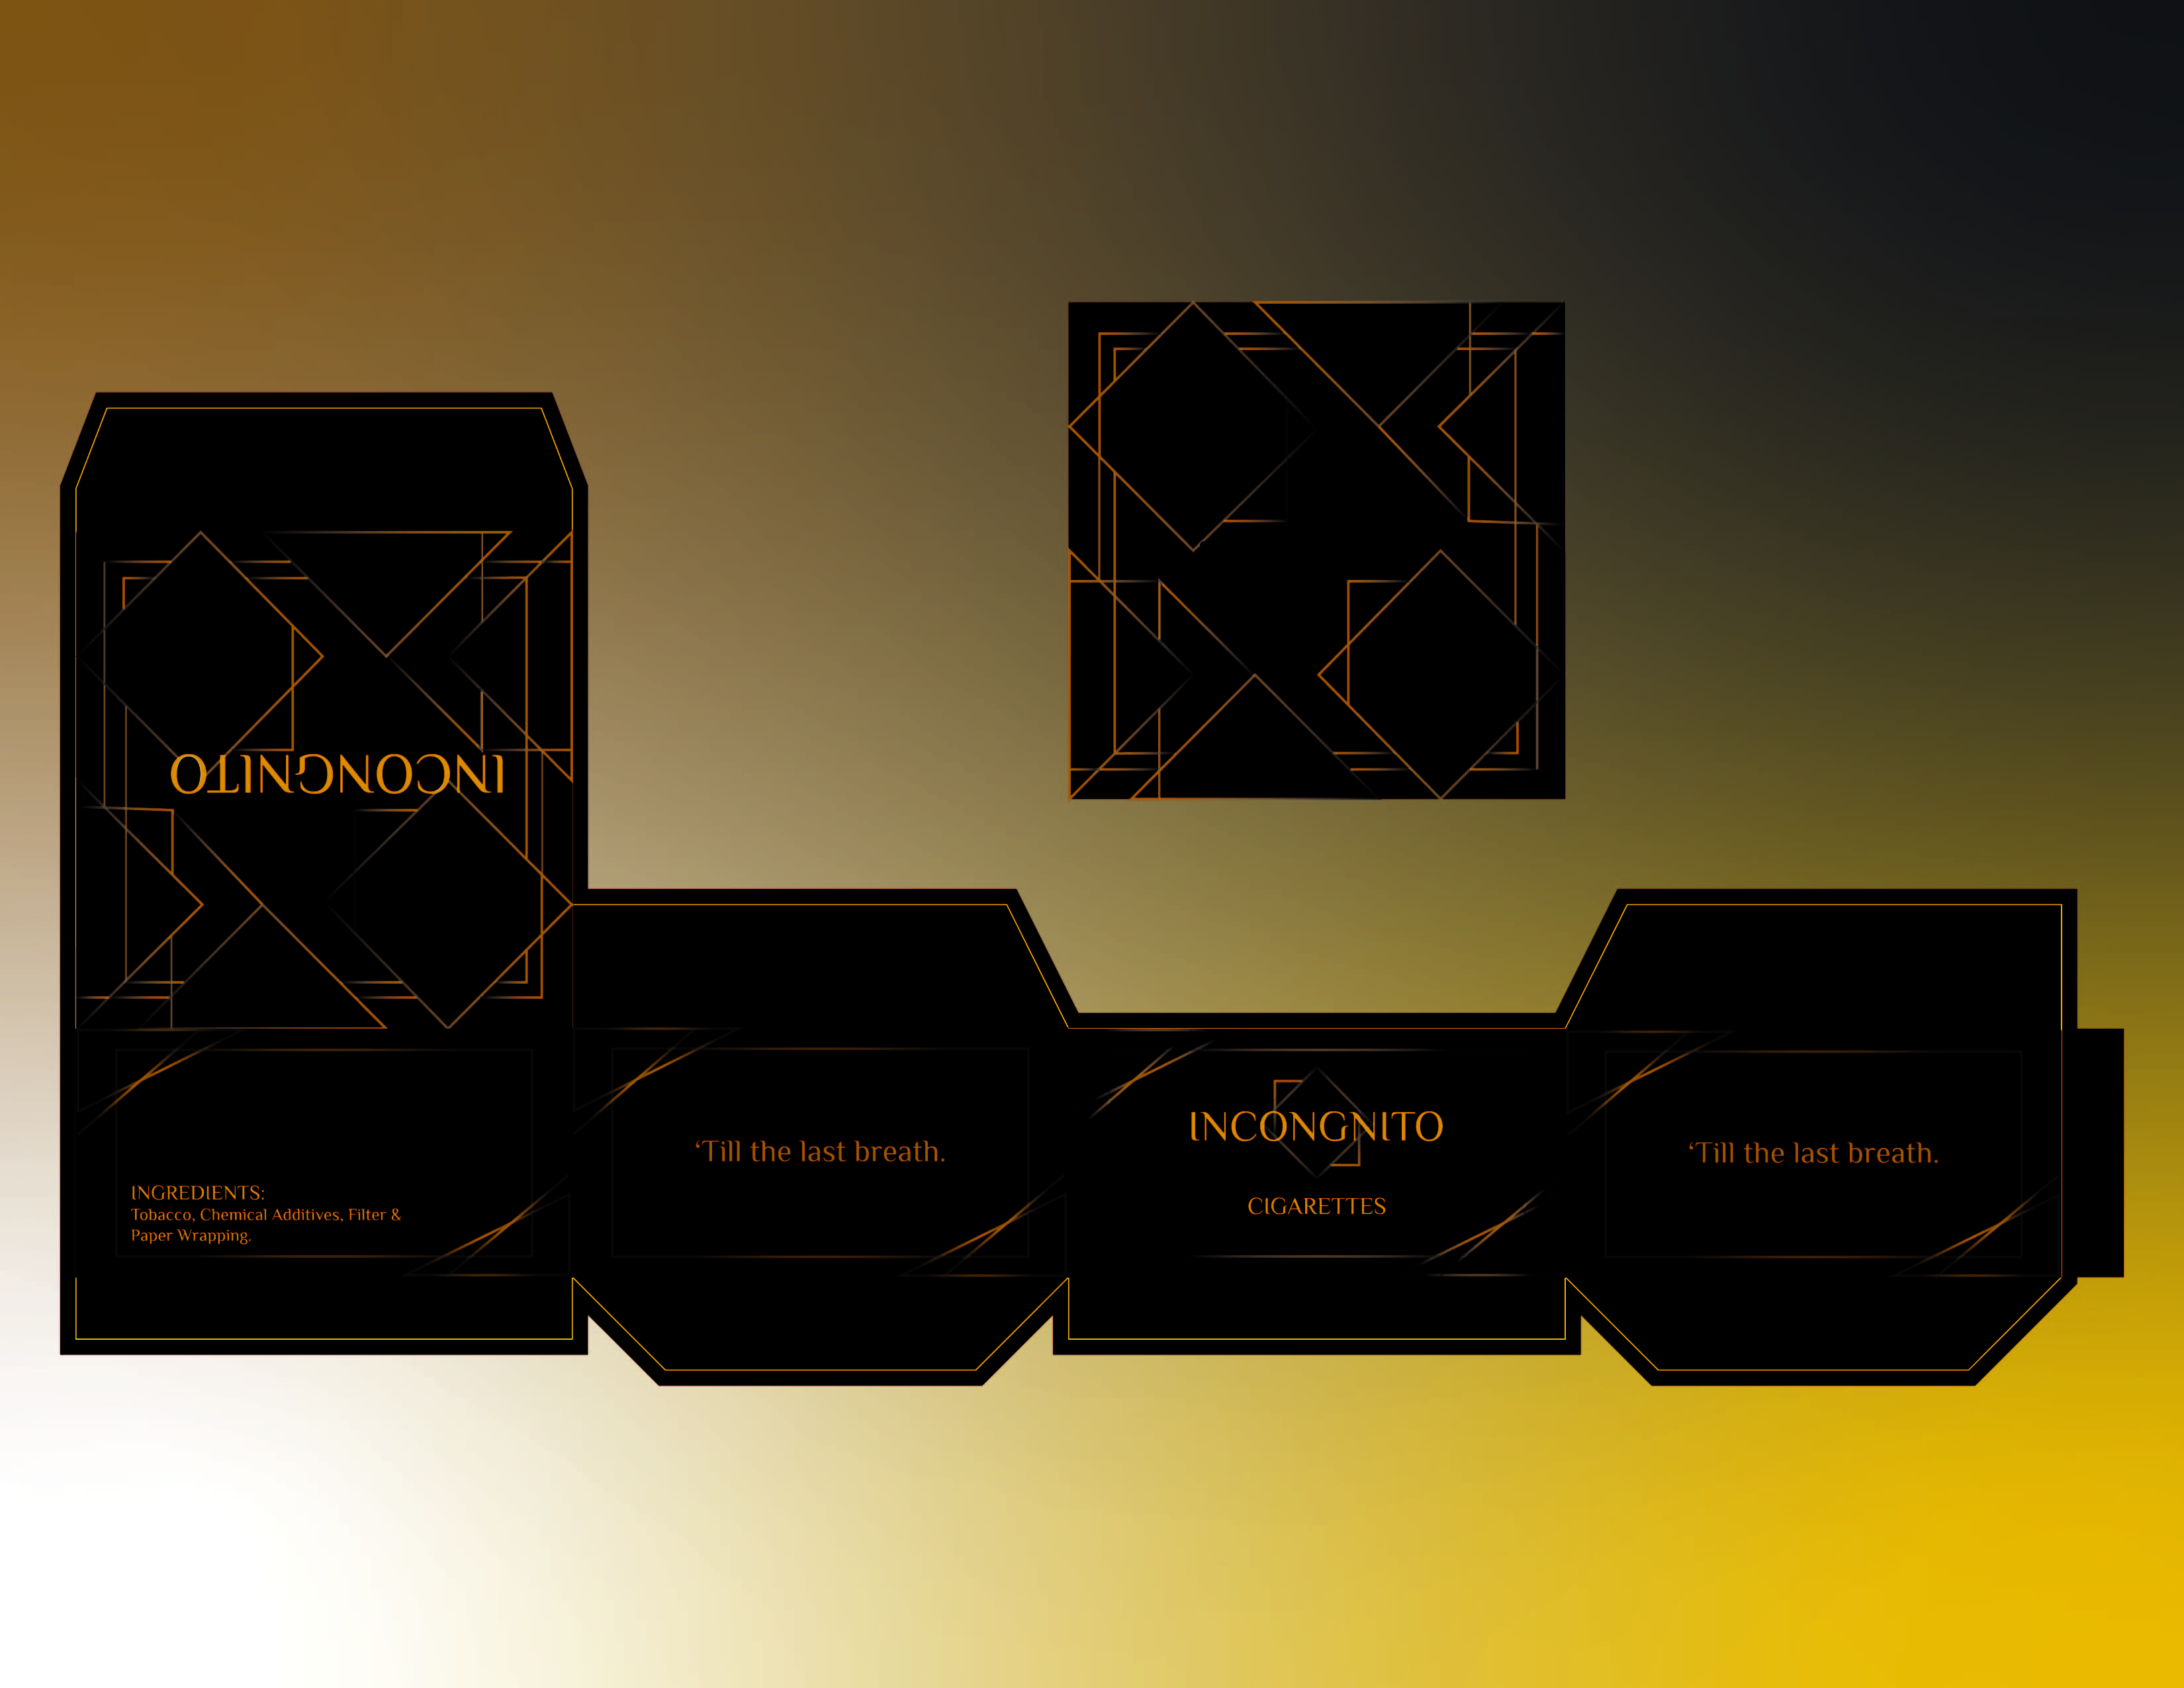 INCONGNITO
INGREDIENTS:
Tobacco, Chemical Additives, Filter &
Paper Wrapping.
‘Till the last breath.
INCONGNITO
CIGARETTES
‘Till the last breath.